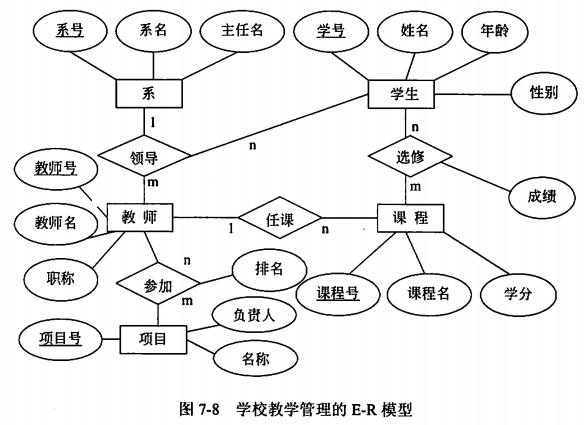 系号 系名 主任名 学号 姓名 年龄
系 学生 性别
1 n n
领导 选修
教师号 m m 成绩
教师名 教师 1 任课 n 课程
职称 n 排名 课程号 课程名 学分
参加
m 负责人
项目号 项目
名称
图 7-8 学校教学管理的 E-R 模型